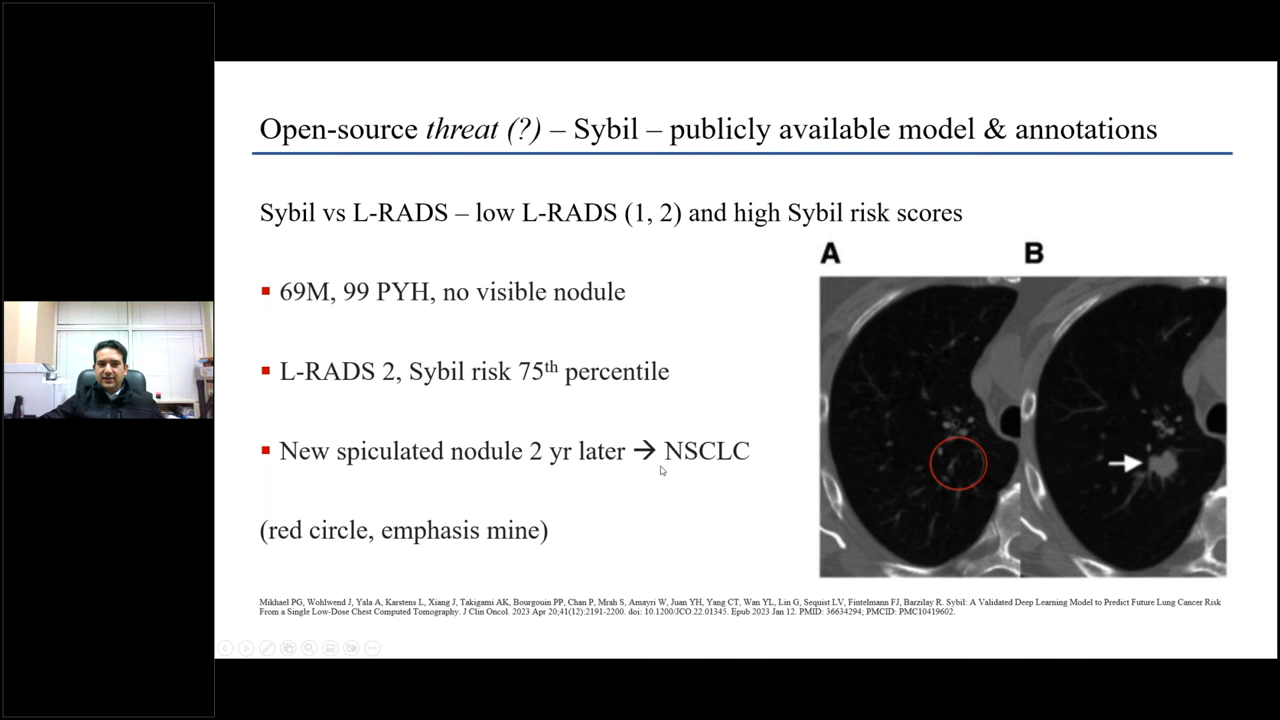 Open-source threat (?) – Sybil – publicly available model & annotations
Sybil vs L-RADS – low L-RADS (1, 2) and high Sybil risk scores
A B
▪ 69M, 99 PYH, no visible nodule
▪ L-RADS 2, Sybil risk 75th percentile
▪ New spiculated nodule 2 yr later → NSCLC
(red circle, emphasis mine)
Mikhael PG, Wohlwend J, Yala A, Karstens L, Xiang J, Takigami AK, Bourgouin PP, Chan P, Mrah S, Amayri W, Juan YH, Yang CT, Wan YL, Lin G, Sequist LV, Fintelmann FJ, Barzilay R. Sybil: A Validated Deep Learning Model to Predict Future Lung Cancer Risk
From a Single Low-Dose Chest Computed Tomography. J Clin Oncol. 2023 Apr 20;41(12):2191-2200. doi: 10.1200/JCO.22.01345. Epub 2023 Jan 12. PMID: 36634294; PMCID: PMC10419602.